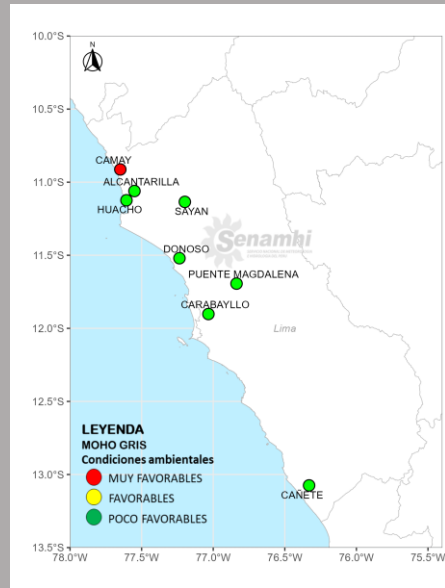 10.0°S
N
10.5°S
CAMAY
ALCANTARILLA
11.0°S
HUACHO
SAYAN
Senamhi
11.5°S
DONOSO
PUENTE MAGDALENA
CARABAYLLO
12.0°S
Lima
12.5°S
LEYENDA
MOHO GRIS
Condiciones ambientales
MUY FAVORABLES
FAVORABLES
POCO FAVORABLES
13.0°S
CAÑETE
13.5°S
78.0°W 77.5°W 77.0°W 76.5°W 76.0°W 75.5°W